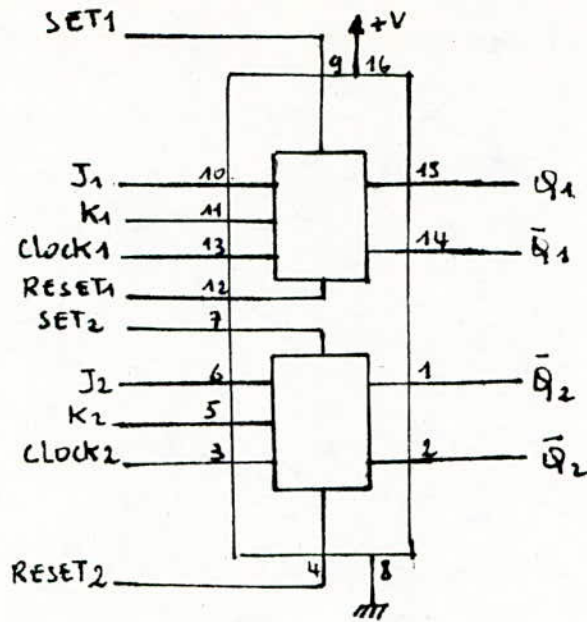 SET1 +V
9 16
J1 10 15 Q1
K1 11
CLOCK1 13 14 Q̄1
RESET1 12
SET2 7
J2 6 1 Q̄2
K2 5
CLOCK2 3 2 Q̄2
RESET2 4 8